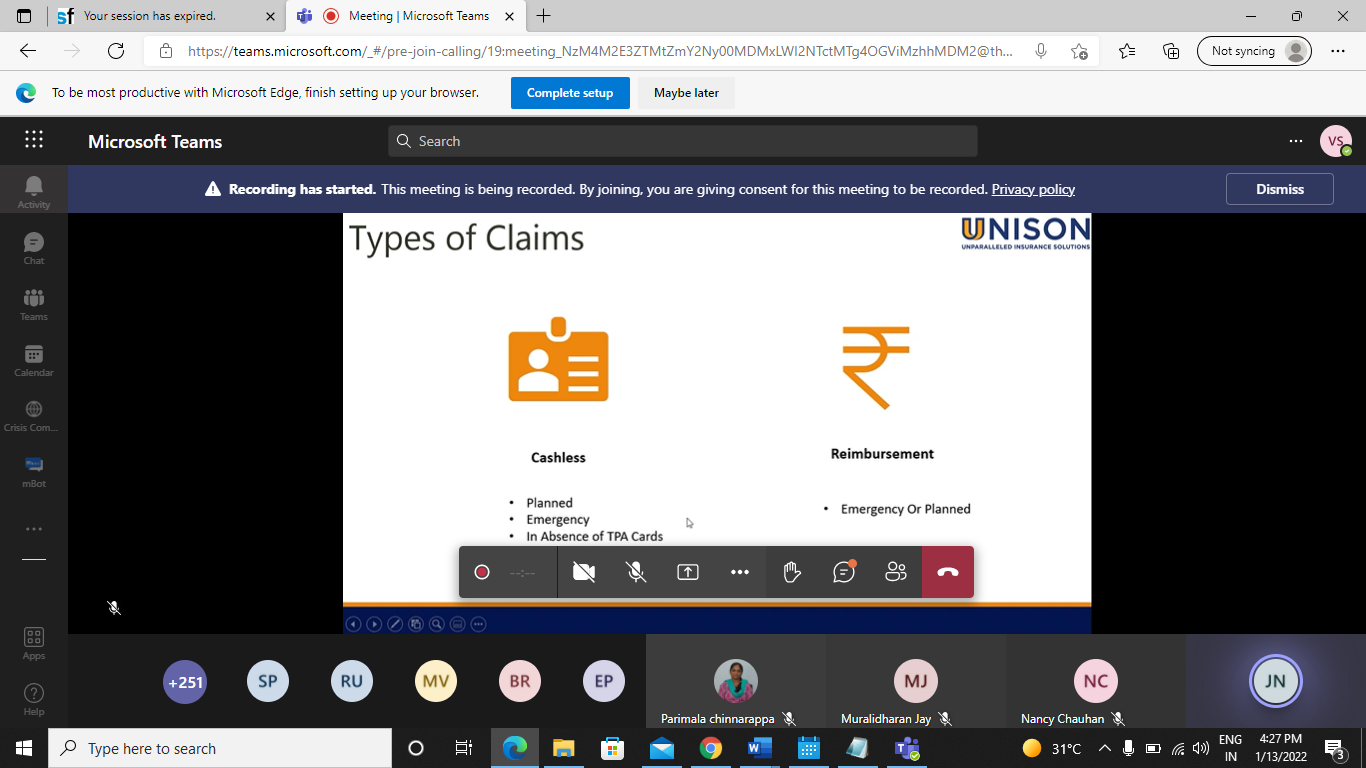 Your session has expired.
Meeting | Microsoft Teams
https://teams.microsoft.com/_#/pre-join-calling/19:meeting_NzM4M2E3ZTMtZmY2Ny00MDMxLWI2NTctMTg4OGViMzhhMDM2@th...
Not syncing
To be most productive with Microsoft Edge, finish setting up your browser.
Complete setup
Maybe later
Microsoft Teams
Search
VS
Recording has started. This meeting is being recorded. By joining, you are giving consent for this meeting to be recorded. Privacy policy
Dismiss
Activity
Chat
Teams
Calendar
Crisis Com...
mBot
Apps
Help
Types of Claims
UNISON
UNPARALLELED INSURANCE SOLUTIONS
Cashless
• Planned
• Emergency
• In Absence of TPA Cards
₹
Reimbursement
• Emergency Or Planned
--:--
+251
SP
RU
MV
BR
EP
Parimala chinnarappa
MJ
Muralidharan Jay
NC
Nancy Chauhan
JN
Type here to search
31°C
ENG
IN
4:27 PM
1/13/2022
3